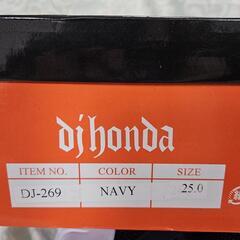 dj honda
ITEM NO. COLOR SIZE
DJ-269 NAVY 25.0